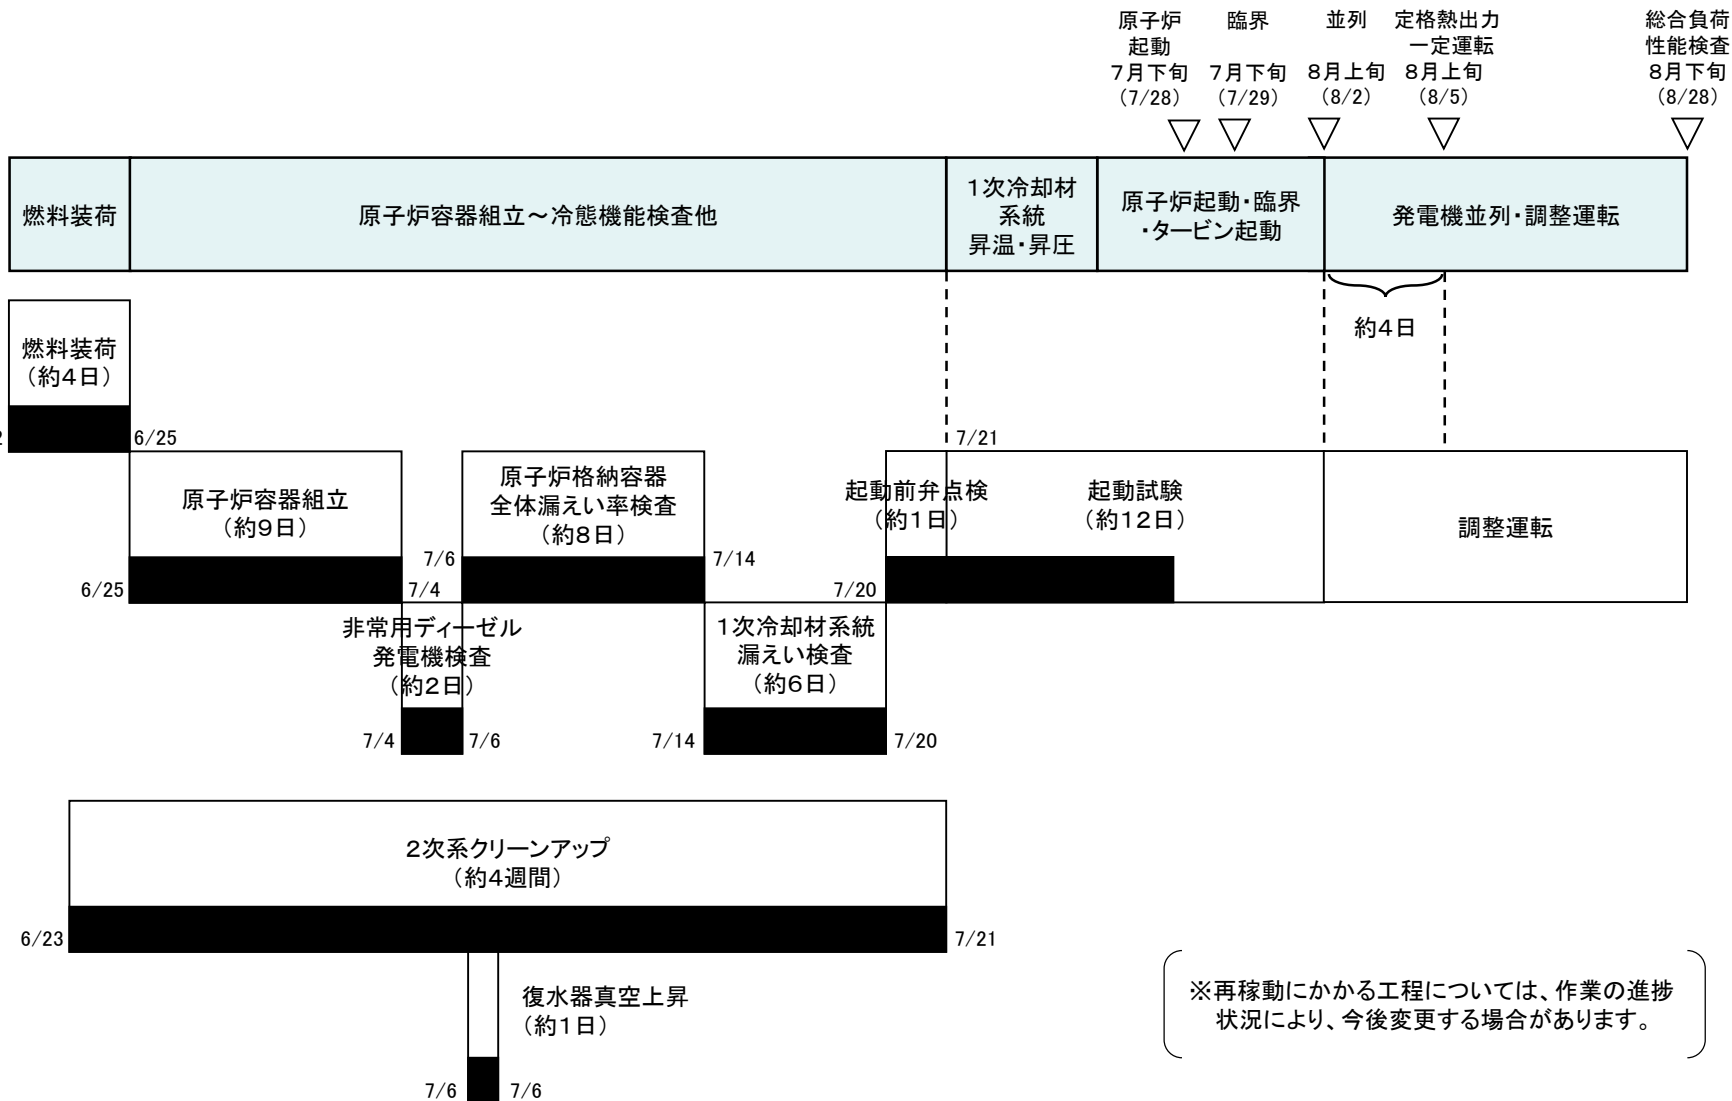 原子炉
起動
7月下旬
(7/28)
臨界
7月下旬
(7/29)
並列
8月上旬
(8/2)
定格熱出力
一定運転
8月上旬
(8/5)
総合負荷
性能検査
8月下旬
(8/28)
燃料装荷
原子炉容器組立～冷態機能検査他
1次冷却材
系統
昇温・昇圧
原子炉起動・臨界
・タービン起動
発電機並列・調整運転
約4日
燃料装荷
(約4日)
6/25
7/21
原子炉容器組立
(約9日)
6/25
7/4
原子炉格納容器
全体漏えい率検査
(約8日)
7/6
7/14
起動前弁点検
(約1日)
7/20
起動試験
(約12日)
調整運転
非常用ディーゼル
発電機検査
(約2日)
7/4
7/6
1次冷却材系統
漏えい検査
(約6日)
7/14
7/20
2次系クリーンアップ
(約4週間)
6/23
7/21
復水器真空上昇
(約1日)
7/6
7/6
※再稼動にかかる工程については、作業の進捗
状況により、今後変更する場合があります。